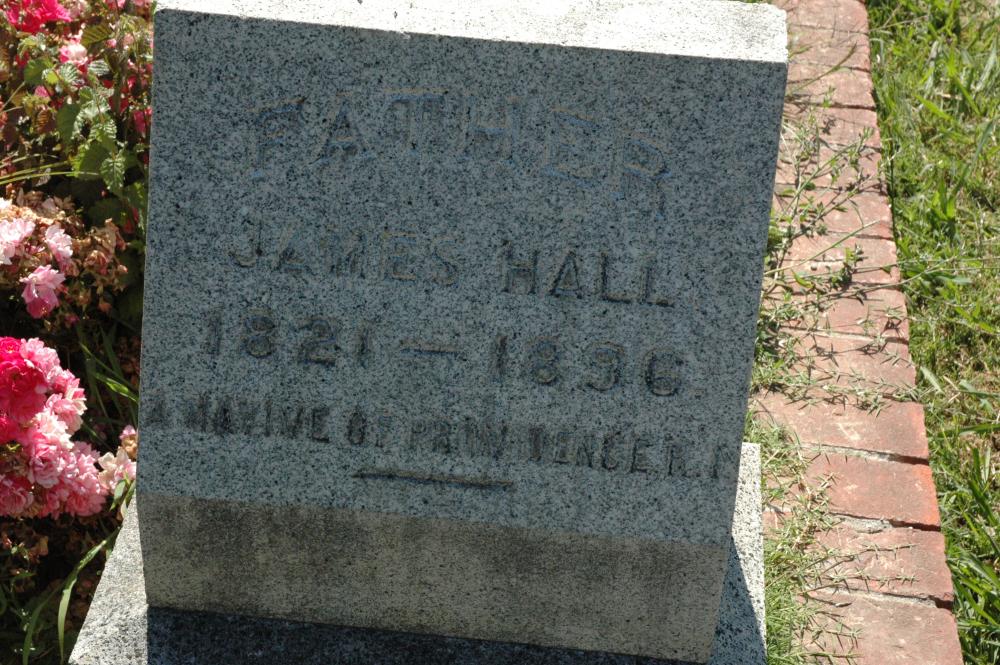 FATHER
JAMES HALL
1821 — 1896
A NATIVE OF PROVIDENCE R.I.